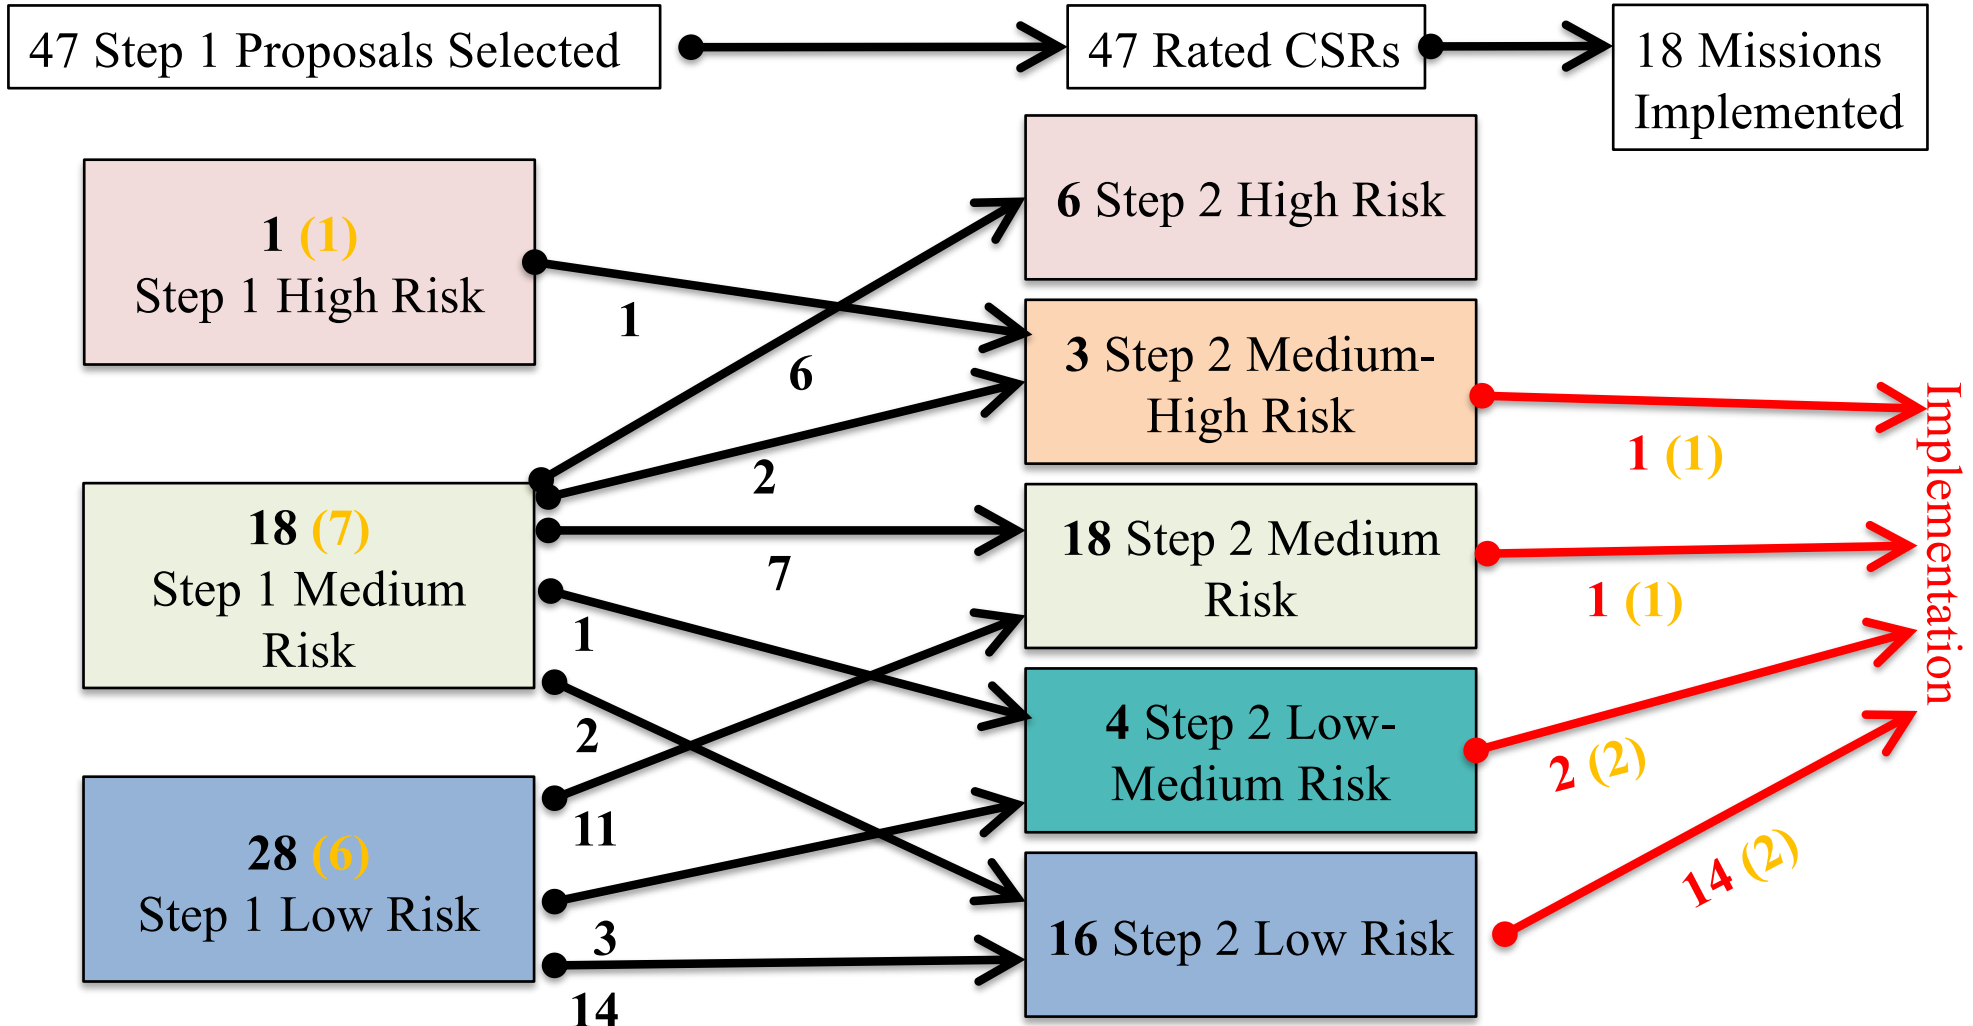 47 Step 1 Proposals Selected
47 Rated CSRs
18 Missions
Implemented
1 (1)
Step 1 High Risk
18 (7)
Step 1 Medium
Risk
28 (6)
Step 1 Low Risk
1
6
2
7
1
2
11
3
14
6 Step 2 High Risk
3 Step 2 Medium-
High Risk
18 Step 2 Medium
Risk
4 Step 2 Low-
Medium Risk
16 Step 2 Low Risk
1 (1)
1 (1)
2 (2)
14 (2)
Implementation